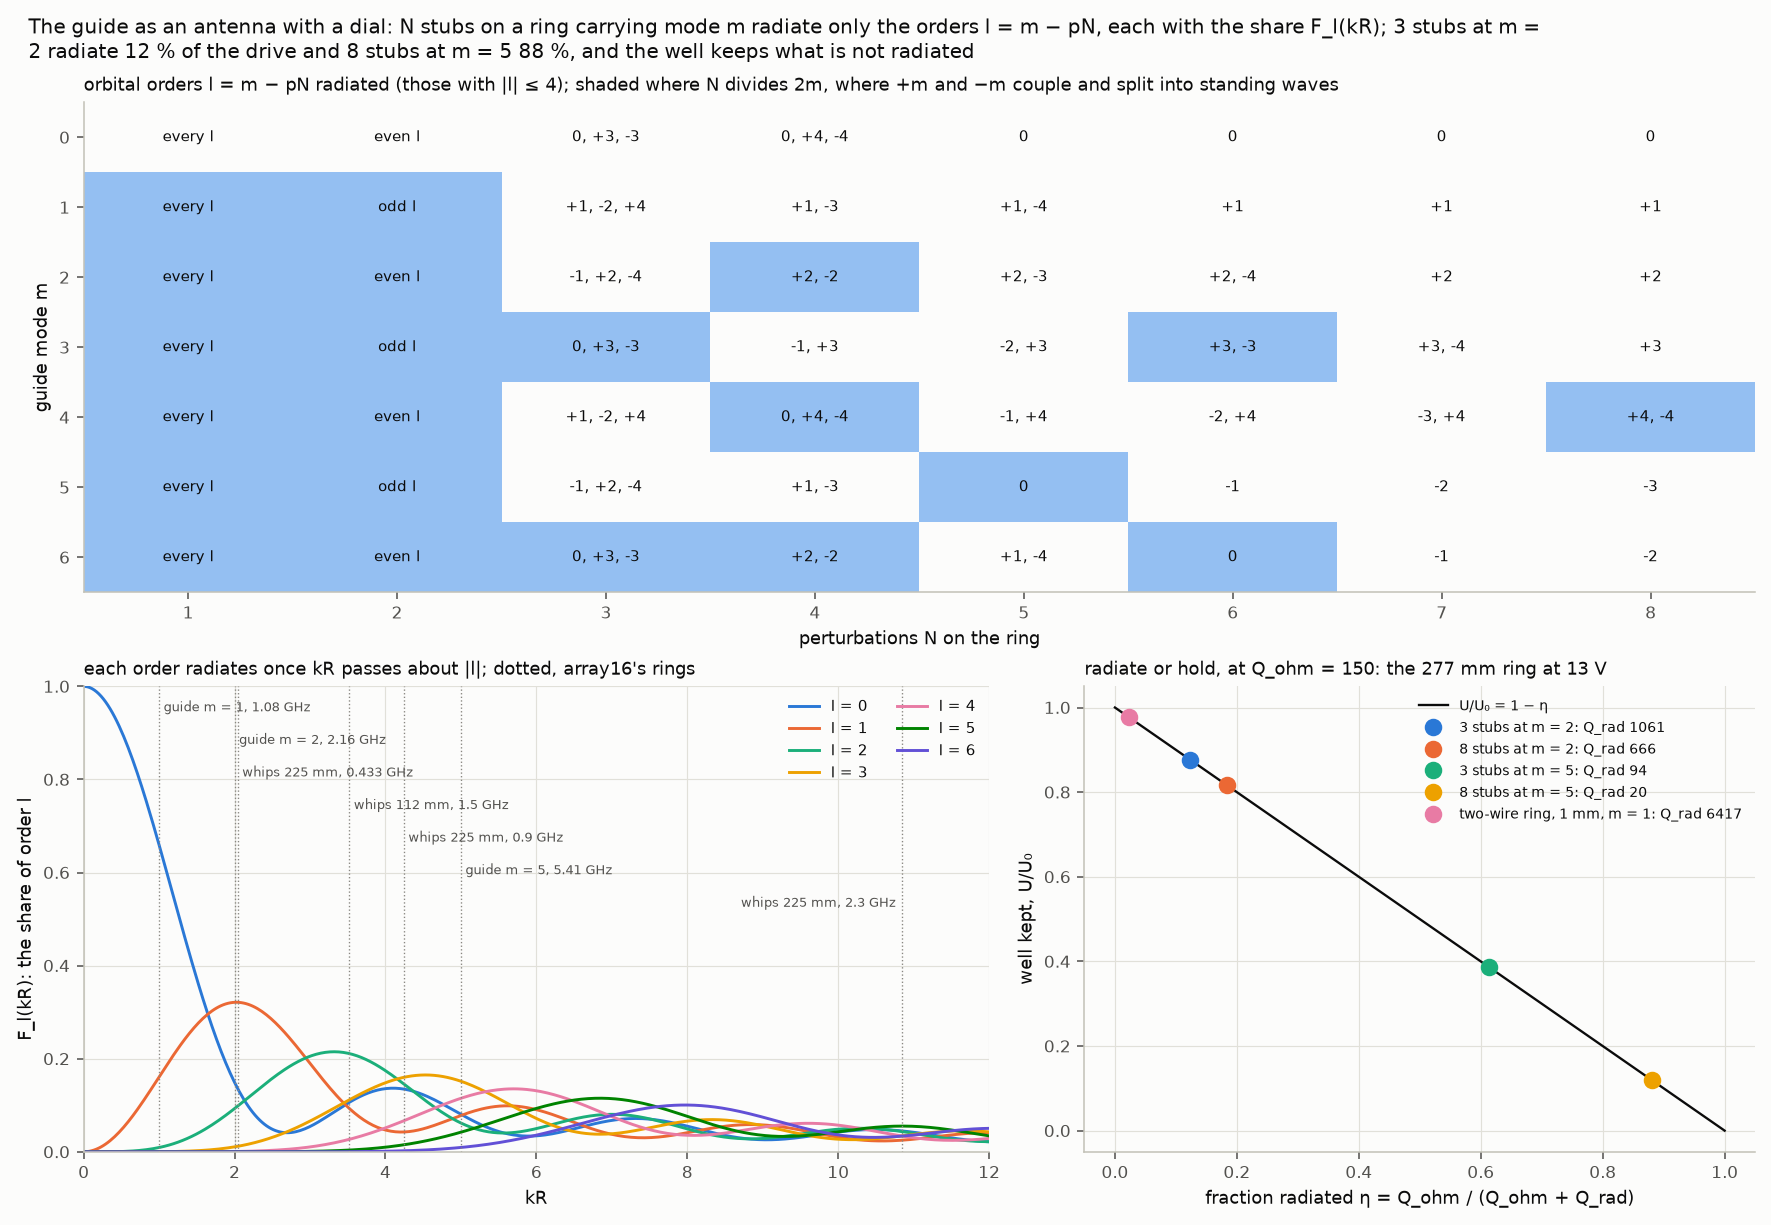 The guide as an antenna with a dial: N stubs on a ring carrying mode m radiate only the orders l = m − pN, each with the share F_l(kR); 3 stubs at m =
2 radiate 12 % of the drive and 8 stubs at m = 5 88 %, and the well keeps what is not radiated
orbital orders l = m − pN radiated (those with |l| ≤ 4); shaded where N divides 2m, where +m and −m couple and split into standing waves
guide mode m
0 every l even l 0, +3, -3 0, +4, -4 0 0 0 0
1 every l odd l +1, -2, +4 +1, -3 +1, -4 +1 +1 +1
2 every l even l -1, +2, -4 +2, -2 +2, -3 +2, -4 +2 +2
3 every l odd l 0, +3, -3 -1, +3 -2, +3 +3, -3 +3, -4 +3
4 every l even l +1, -2, +4 0, +4, -4 -1, +4 -2, +4 -3, +4 +4, -4
5 every l odd l -1, +2, -4 +1, -3 0 -1 -2 -3
6 every l even l 0, +3, -3 +2, -2 +1, -4 0 -1 -2
1 2 3 4 5 6 7 8
perturbations N on the ring
each order radiates once kR passes about |l|; dotted, array16's rings
F_l(kR): the share of order l
1.0
0.8
0.6
0.4
0.2
0.0
guide m = 1, 1.08 GHz
guide m = 2, 2.16 GHz
whips 225 mm, 0.433 GHz
whips 112 mm, 1.5 GHz
whips 225 mm, 0.9 GHz
guide m = 5, 5.41 GHz
whips 225 mm, 2.3 GHz
l = 0
l = 1
l = 2
l = 3
l = 4
l = 5
l = 6
0 2 4 6 8 10 12
kR
radiate or hold, at Q_ohm = 150: the 277 mm ring at 13 V
well kept, U/U₀
1.0
0.8
0.6
0.4
0.2
0.0
U/U₀ = 1 − η
3 stubs at m = 2: Q_rad 1061
8 stubs at m = 2: Q_rad 666
3 stubs at m = 5: Q_rad 94
8 stubs at m = 5: Q_rad 20
two-wire ring, 1 mm, m = 1: Q_rad 6417
0.0 0.2 0.4 0.6 0.8 1.0
fraction radiated η = Q_ohm / (Q_ohm + Q_rad)